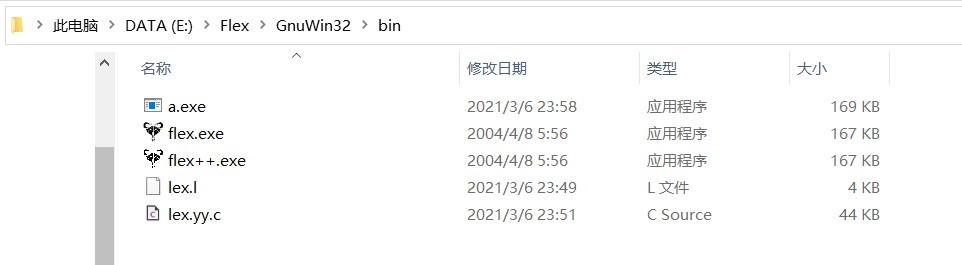 此电脑 > DATA (E:) > Flex > GnuWin32 > bin
名称 修改日期 类型 大小
a.exe 2021/3/6 23:58 应用程序 169 KB
flex.exe 2004/4/8 5:56 应用程序 167 KB
flex++.exe 2004/4/8 5:56 应用程序 167 KB
lex.l 2021/3/6 23:49 L 文件 4 KB
lex.yy.c 2021/3/6 23:51 C Source 44 KB